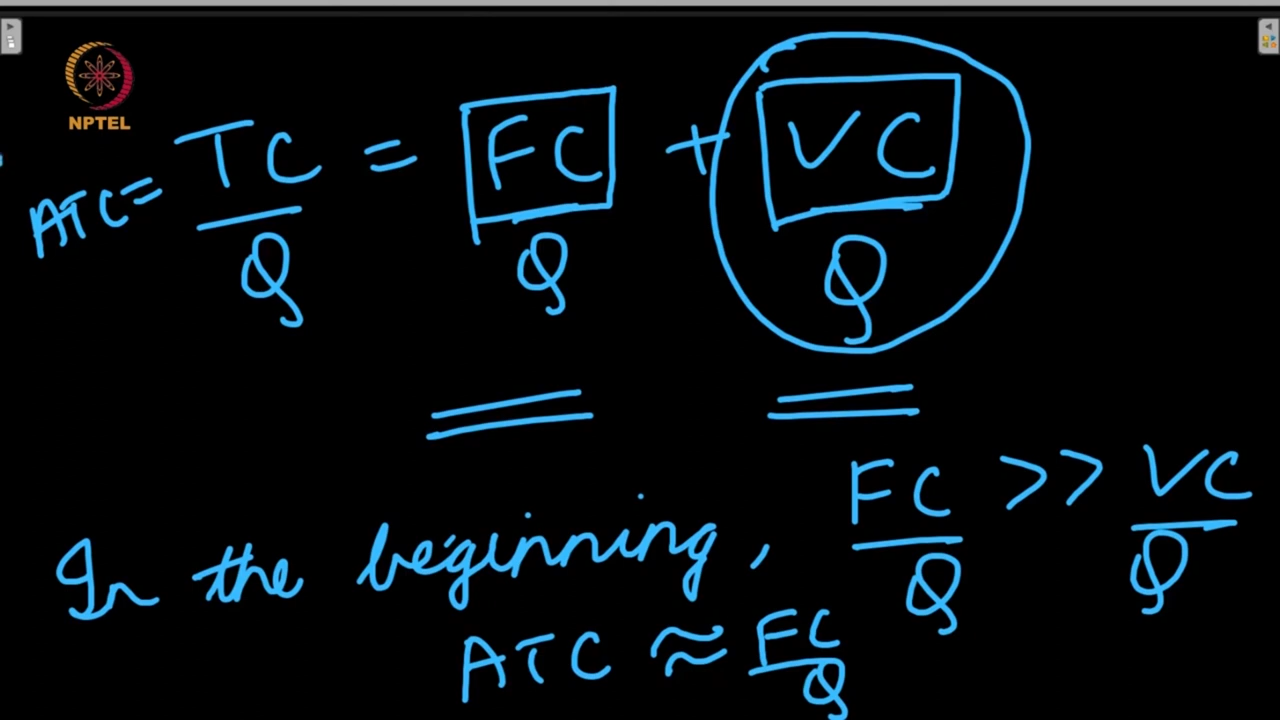 NPTEL
ATC = TC/Q = FC/Q + VC/Q
In the beginning, FC/Q >> VC/Q
ATC ≈ FC/Q